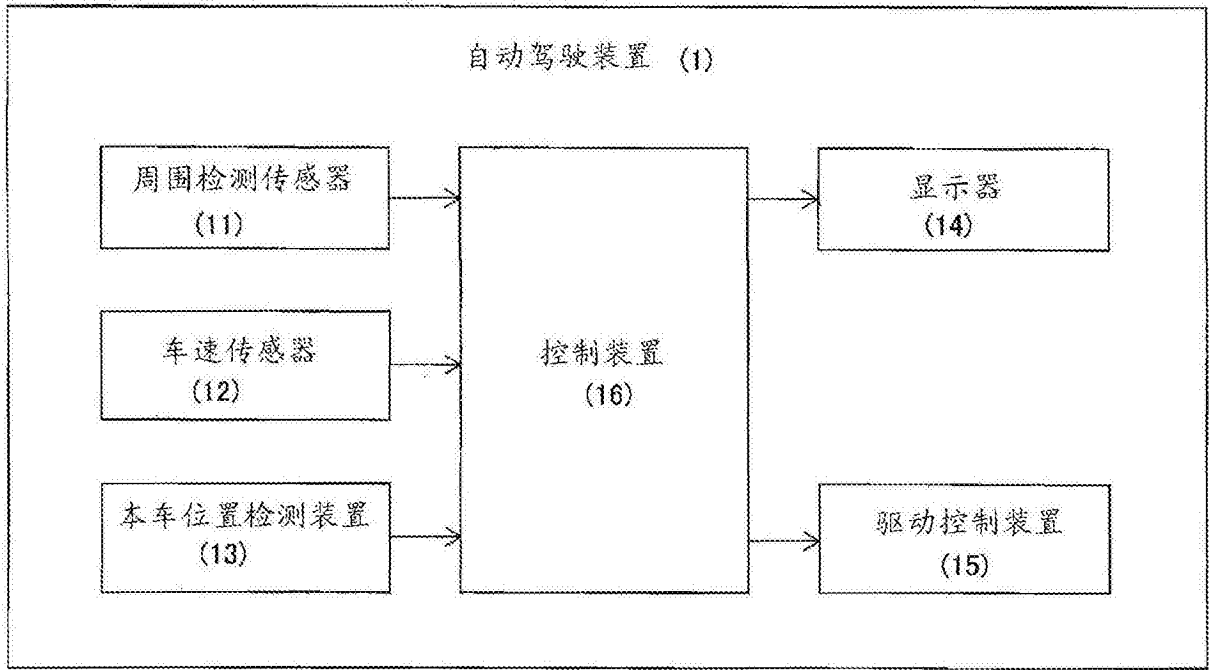 自动驾驶装置 (1)
周围检测传感器
(11)
车速传感器
(12)
本车位置检测装置
(13)
控制装置
(16)
显示器
(14)
驱动控制装置
(15)